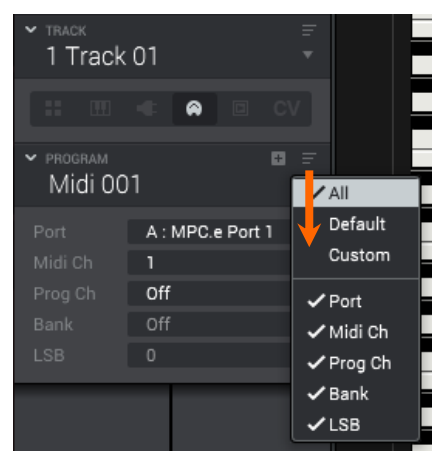 TRACK
1 Track 01
CV
PROGRAM
Midi 001
Port A : MPC.e Port 1
Midi Ch 1
Prog Ch Off
Bank Off
LSB 0
All
Default
Custom
Port
Midi Ch
Prog Ch
Bank
LSB